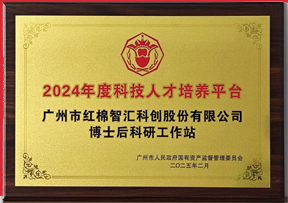 2024年度科技人才培养平台
广州市红棉智汇科创股份有限公司
博士后科研工作站
广州市人民政府国有资产监督管理委员会
二〇二五年二月